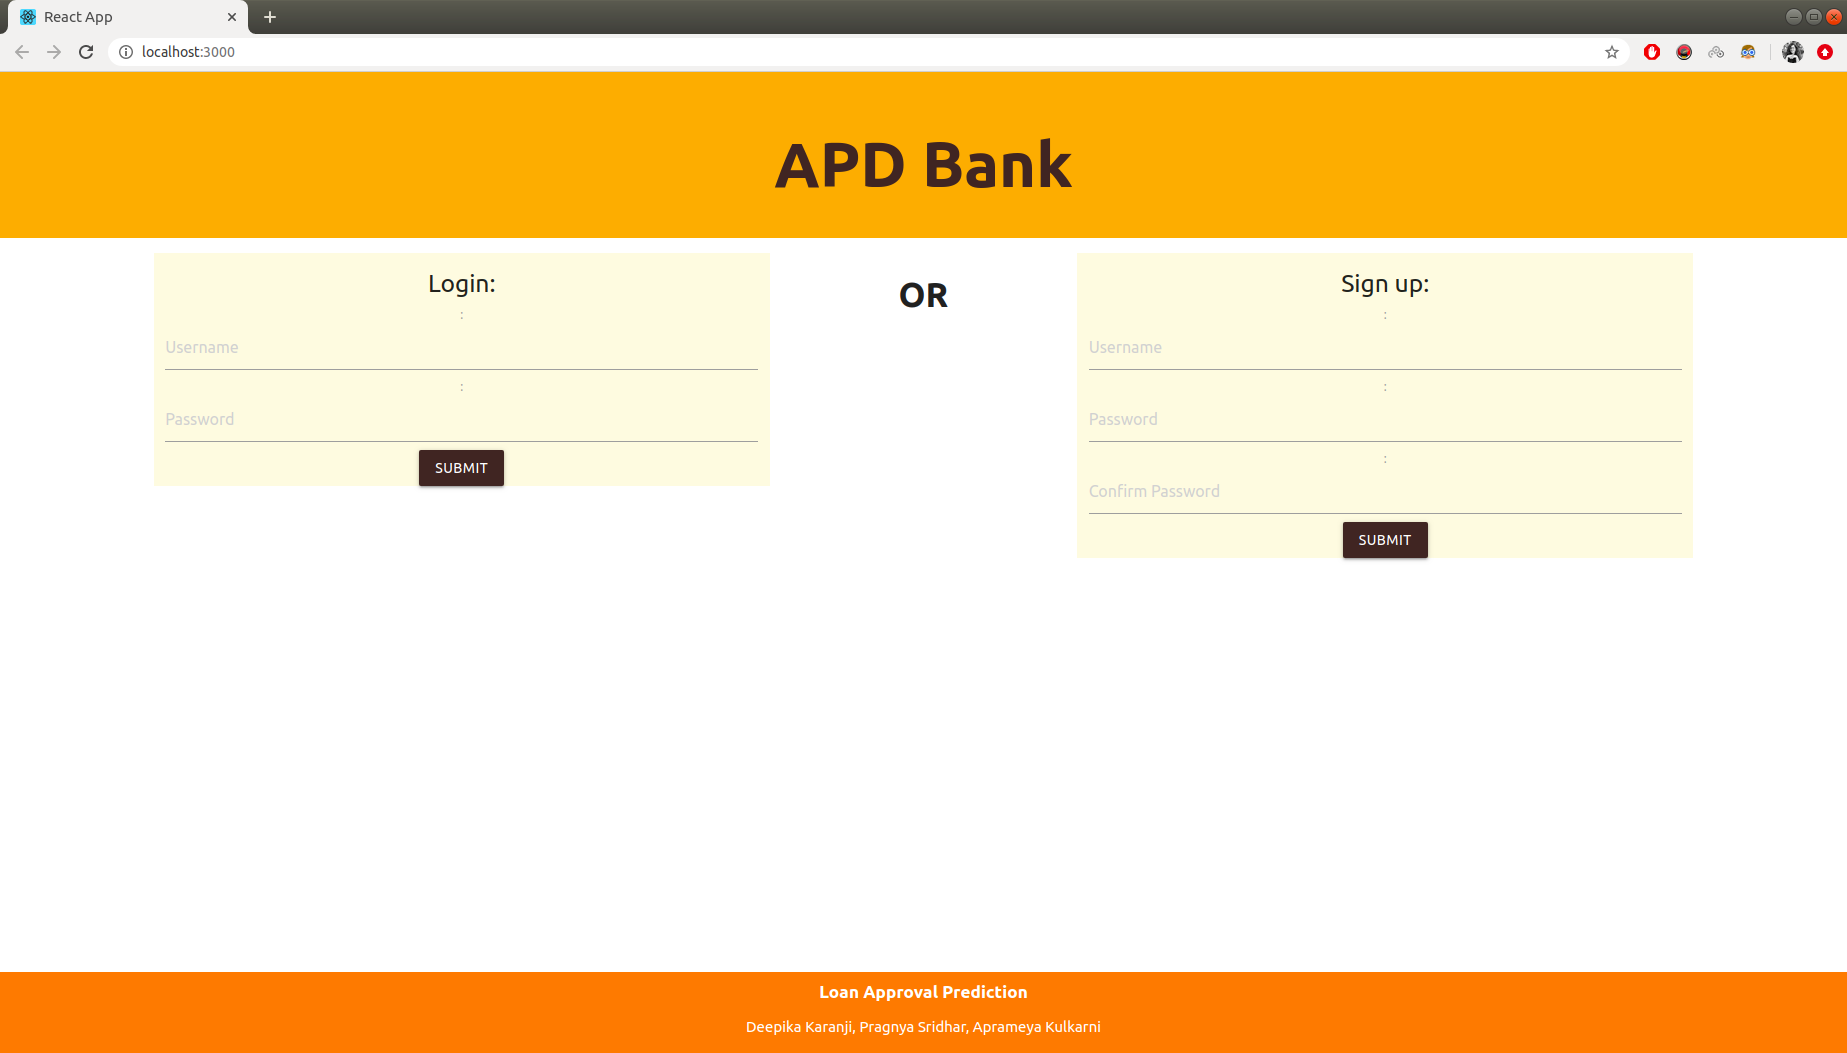 React App
localhost:3000
APD Bank
Login:
:
Username
:
Password
SUBMIT
OR
Sign up:
:
Username
:
Password
:
Confirm Password
SUBMIT
Loan Approval Prediction
Deepika Karanji, Pragnya Sridhar, Aprameya Kulkarni